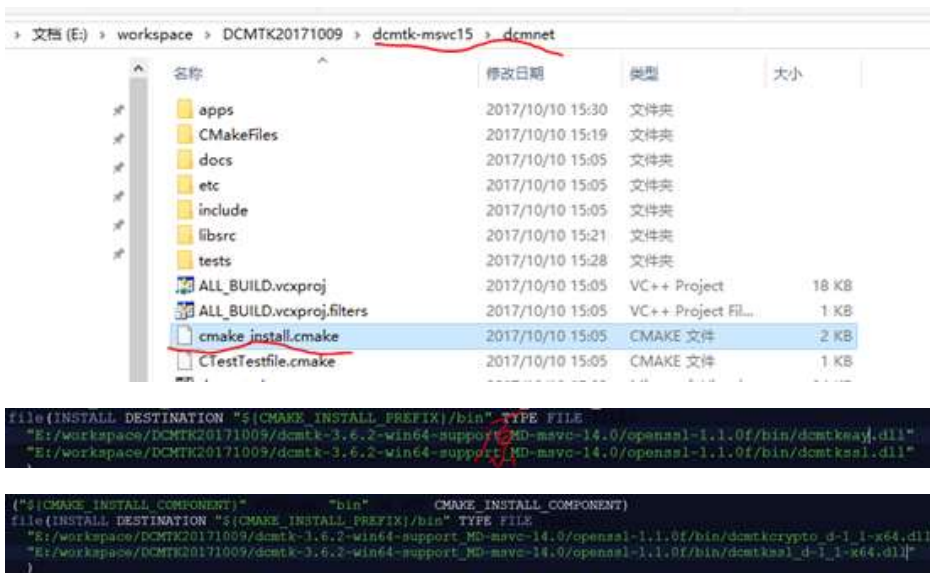 › 文档 (E:) › workspace › DCMTK20171009 › dcmtk-msvc15 › dcmnet
名称 修改日期 类型 大小
apps 2017/10/10 15:30 文件夹
CMakeFiles 2017/10/10 15:19 文件夹
docs 2017/10/10 15:05 文件夹
etc 2017/10/10 15:05 文件夹
include 2017/10/10 15:05 文件夹
libsrc 2017/10/10 15:21 文件夹
tests 2017/10/10 15:28 文件夹
ALL_BUILD.vcxproj 2017/10/10 15:05 VC++ Project 18 KB
ALL_BUILD.vcxproj.filters 2017/10/10 15:05 VC++ Project Fil... 1 KB
cmake_install.cmake 2017/10/10 15:05 CMAKE 文件 2 KB
CTestTestfile.cmake 2017/10/10 15:05 CMAKE 文件 1 KB
file(INSTALL DESTINATION "${CMAKE_INSTALL_PREFIX}/bin" TYPE FILE
"E:/workspace/DCMTK20171009/dcmtk-3.6.2-win64-support_MD-msvc-14.0/openssl-1.1.0f/bin/dcmtkeay.dll"
"E:/workspace/DCMTK20171009/dcmtk-3.6.2-win64-support_MD-msvc-14.0/openssl-1.1.0f/bin/dcmtkssl.dll"
)
("${CMAKE_INSTALL_COMPONENT}" "bin" CMAKE_INSTALL_COMPONENT)
file(INSTALL DESTINATION "${CMAKE_INSTALL_PREFIX}/bin" TYPE FILE
"E:/workspace/DCMTK20171009/dcmtk-3.6.2-win64-support_MD-msvc-14.0/openssl-1.1.0f/bin/dcmtkcrypto_d-1_1-x64.dll
"E:/workspace/DCMTK20171009/dcmtk-3.6.2-win64-support_MD-msvc-14.0/openssl-1.1.0f/bin/dcmtkssl_d-1_1-x64.dll"
)